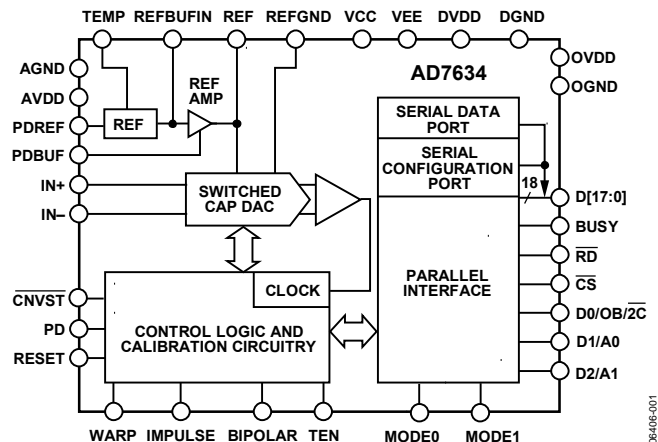 TEMP REFBUFIN REF REFGND VCC VEE DVDD DGND
OVDD
OGND
AGND
AVDD
PDREF
PDBUF
IN+
IN–
REF
REF
AMP
AD7634
SERIAL DATA
PORT
SERIAL
CONFIGURATION
PORT
18
SWITCHED
CAP DAC
D[17:0]
BUSY
RD
CS
D0/OB/2C
D1/A0
D2/A1
PARALLEL
INTERFACE
CLOCK
CONTROL LOGIC AND
CALIBRATION CIRCUITRY
CNVST
PD
RESET
WARP IMPULSE BIPOLAR TEN MODE0 MODE1
06406-001